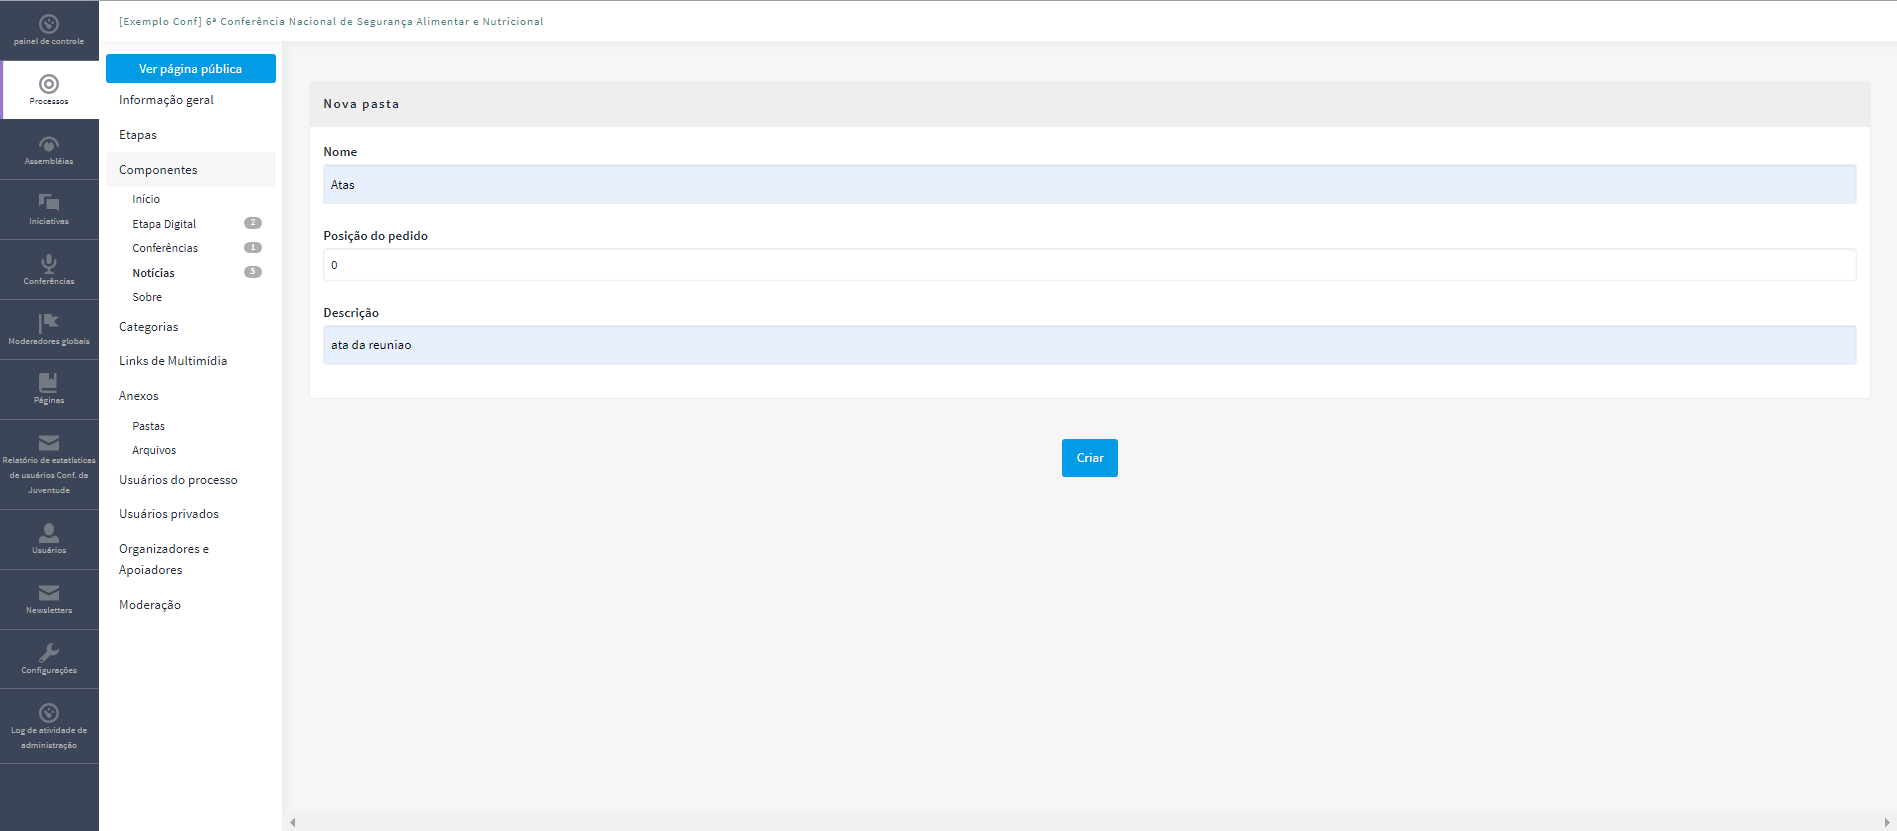 painel de controle
Processos
Assembléias
Iniciativas
Conferências
Moderadores globais
Páginas
Relatório de estatísticas
de usuários Conf. da
Juventude
Usuários
Newsletters
Configurações
Log de atividade de
administração
[Exemplo Conf] 6ª Conferência Nacional de Segurança Alimentar e Nutricional
Ver página pública
Informação geral
Etapas
Componentes
Início
Etapa Digital 2
Conferências 1
Notícias 5
Sobre
Categorias
Links de Multimídia
Anexos
Pastas
Arquivos
Usuários do processo
Usuários privados
Organizadores e
Apoiadores
Moderação
Nova pasta
Nome
Atas
Posição do pedido
0
Descrição
ata da reuniao
Criar